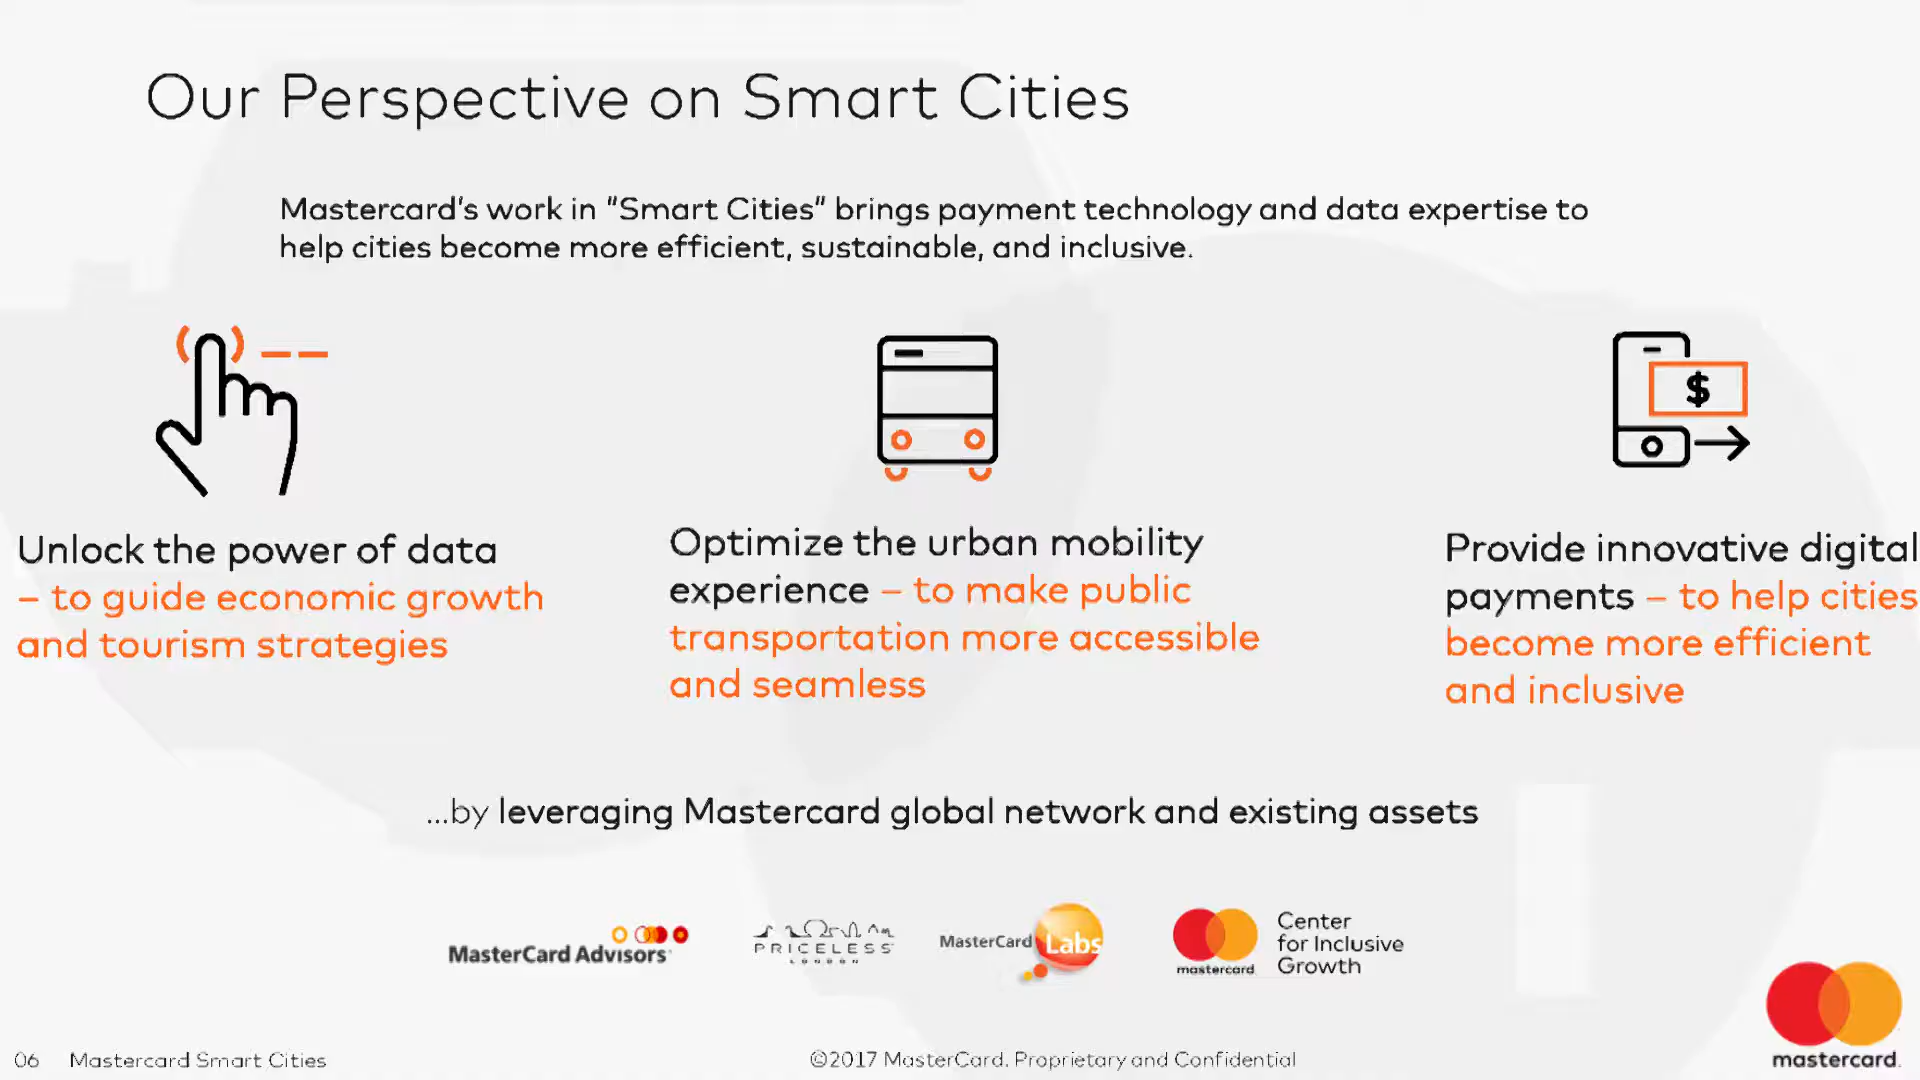 Our Perspective on Smart Cities
Mastercard's work in "Smart Cities" brings payment technology and data expertise to
help cities become more efficient, sustainable, and inclusive.
$
Unlock the power of data
– to guide economic growth
and tourism strategies
Optimize the urban mobility
experience – to make public
transportation more accessible
and seamless
Provide innovative digital
payments – to help cities
become more efficient
and inclusive
...by leveraging Mastercard global network and existing assets
MasterCard Advisors
PRICELESS
LONDON
MasterCard Labs
mastercard
Center
for Inclusive
Growth
mastercard.
06 Mastercard Smart Cities
©2017 MasterCard. Proprietary and Confidential